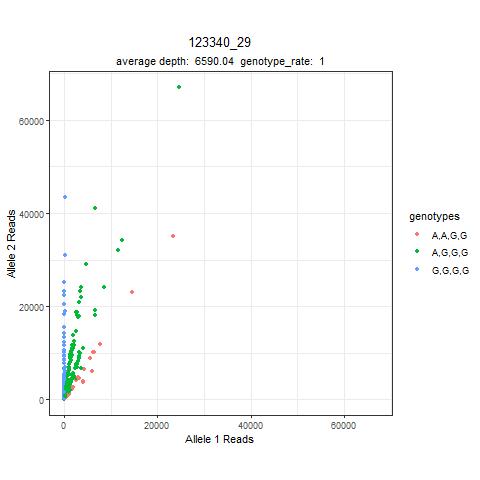 123340_29
average depth:  6590.04  genotype_rate:  1
60000
40000
20000
0
Allele 2 Reads
0
20000
40000
60000
Allele 1 Reads
genotypes
A,A,G,G
A,G,G,G
G,G,G,G